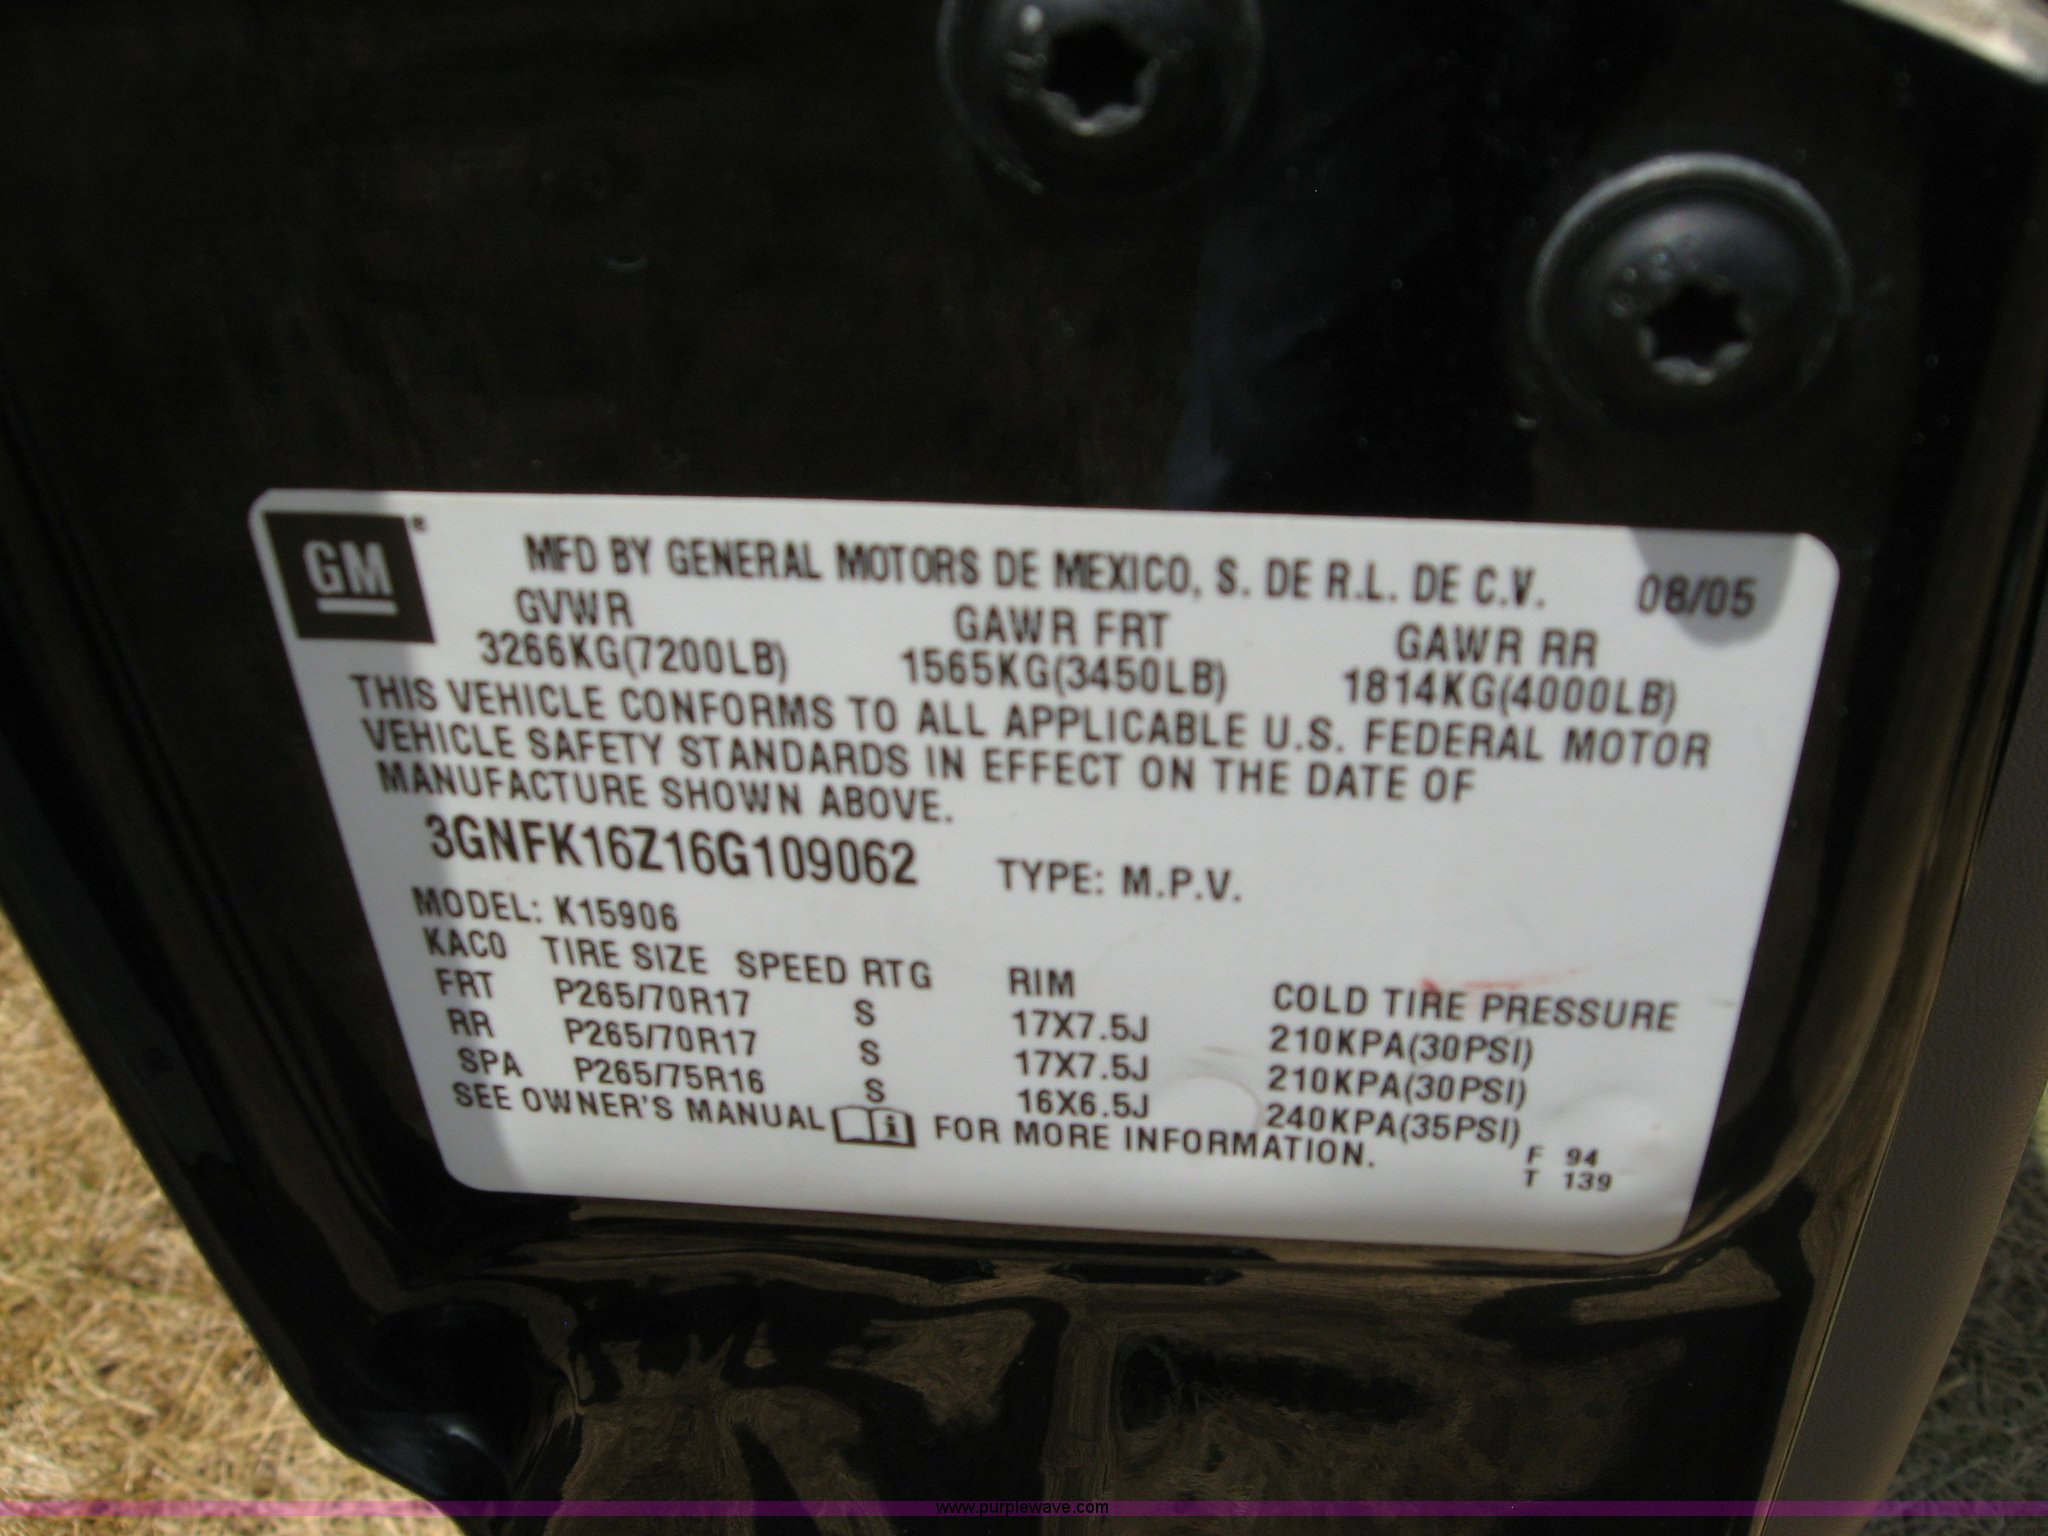 GM®
MFD BY GENERAL MOTORS DE MEXICO, S. DE R.L. DE C.V. 08/05
GVWR GAWR FRT GAWR RR
3266KG(7200LB) 1565KG(3450LB) 1814KG(4000LB)
THIS VEHICLE CONFORMS TO ALL APPLICABLE U.S. FEDERAL MOTOR
VEHICLE SAFETY STANDARDS IN EFFECT ON THE DATE OF
MANUFACTURE SHOWN ABOVE.
3GNFK16Z16G109062 TYPE: M.P.V.
MODEL: K15906
KAC0 TIRE SIZE SPEED RTG RIM COLD TIRE PRESSURE
FRT P265/70R17 S 17X7.5J 210KPA(30PSI)
RR P265/70R17 S 17X7.5J 210KPA(30PSI)
SPA P265/75R16 S 16X6.5J 240KPA(35PSI)
SEE OWNER'S MANUAL i FOR MORE INFORMATION.
F 94
T 139
www.purplewave.com